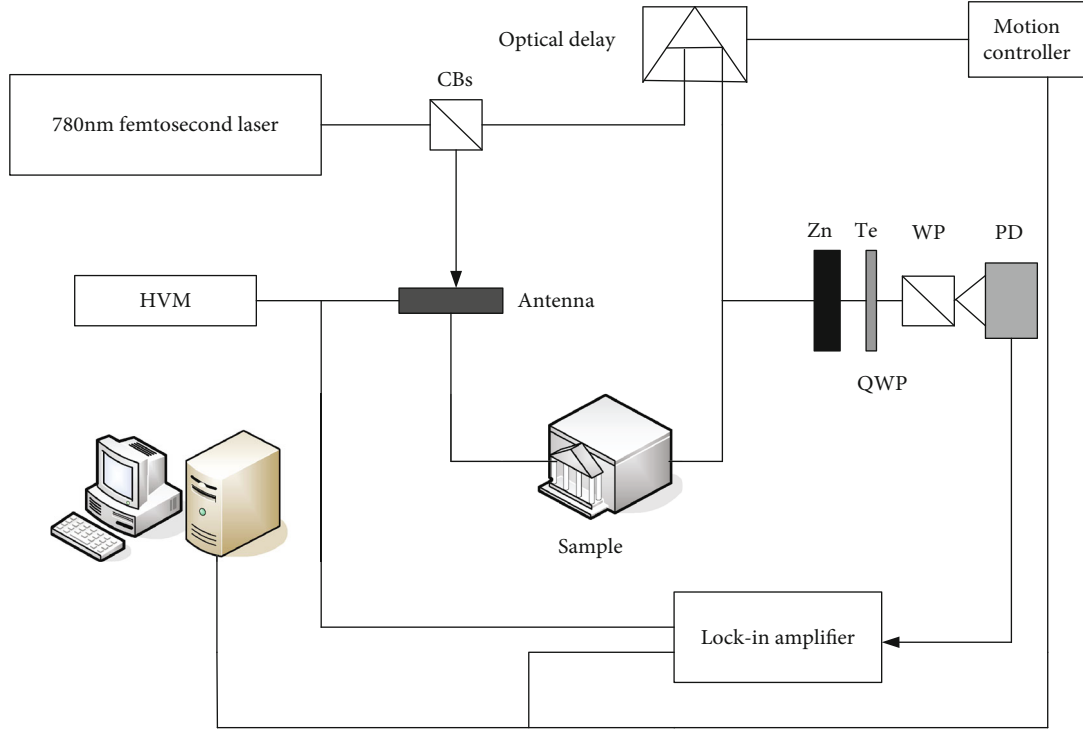 Optical delay
Motion
controller
CBs
780nm femtosecond laser
Zn
Te
WP
PD
HVM
Antenna
QWP
Sample
Lock-in amplifier